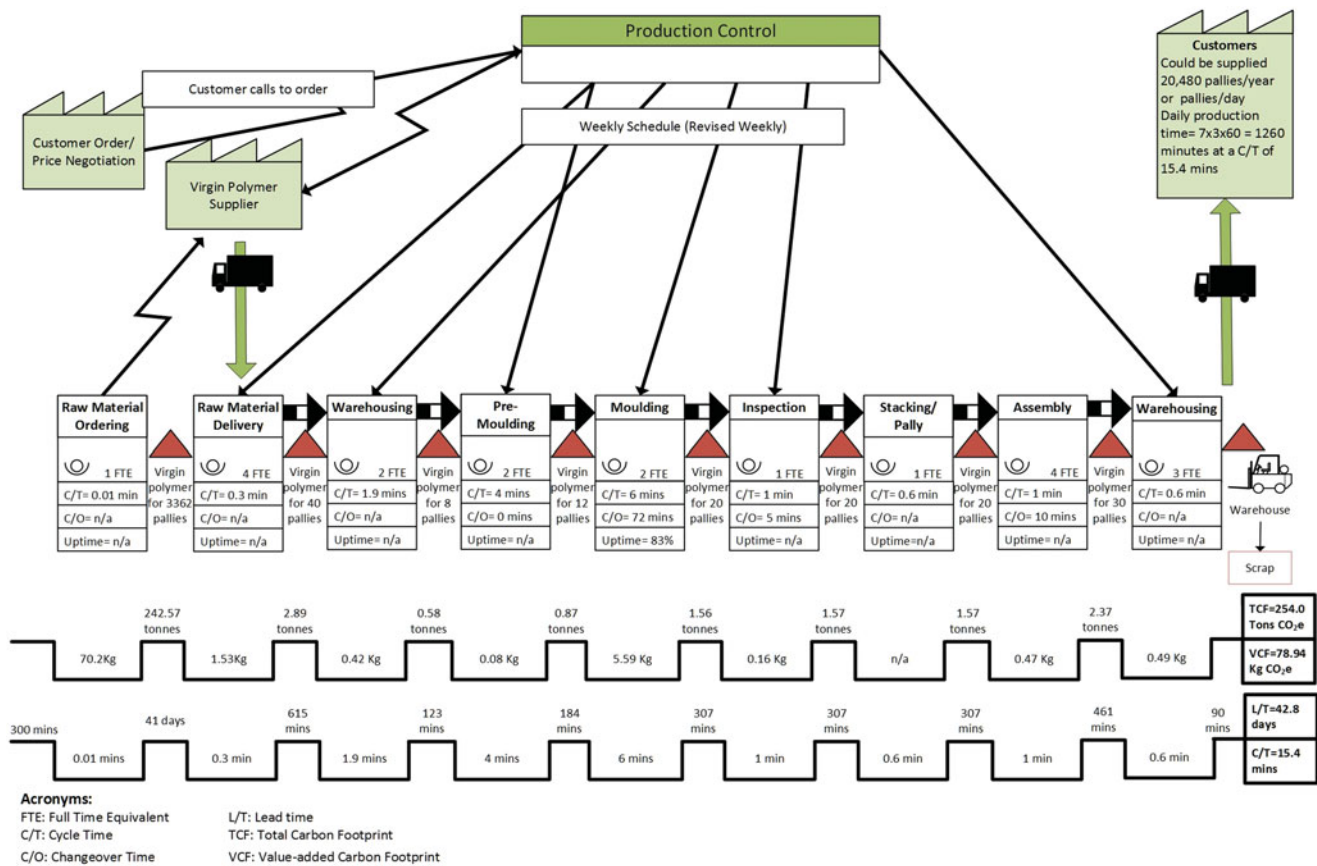 Production Control
Customer calls to order
Customer Order/
Price Negotiation
Virgin Polymer
Supplier
Weekly Schedule (Revised Weekly)
Customers
Could be supplied
20,480 pallies/year
or pallies/day
Daily production
time= 7x3x60 = 1260
minutes at a C/T of
15.4 mins
Raw Material
Ordering
1 FTE
C/T= 0.01 min
C/O= n/a
Uptime= n/a
Virgin
polymer
for 3362
pallies
Raw Material
Delivery
4 FTE
C/T= 0.3 min
C/O= n/a
Uptime= n/a
Virgin
polymer
for 40
pallies
Warehousing
2 FTE
C/T= 1.9 mins
C/O= n/a
Uptime= n/a
Virgin
polymer
for 8
pallies
Pre-
Moulding
2 FTE
C/T= 4 mins
C/O= 0 mins
Uptime= n/a
Virgin
polymer
for 12
pallies
Moulding
2 FTE
C/T= 6 mins
C/O= 72 mins
Uptime= 83%
Virgin
polymer
for 20
pallies
Inspection
1 FTE
C/T= 1 min
C/O= 5 mins
Uptime= n/a
Virgin
polymer
for 20
pallies
Stacking/
Pally
1 FTE
C/T= 0.6 min
C/O= n/a
Uptime=n/a
Virgin
polymer
for 20
pallies
Assembly
4 FTE
C/T= 1 min
C/O= 10 mins
Uptime= n/a
Virgin
polymer
for 30
pallies
Warehousing
3 FTE
C/T= 0.6 min
C/O= n/a
Uptime= n/a
Warehouse
Scrap
242.57
tonnes
2.89
tonnes
0.58
tonnes
0.87
tonnes
1.56
tonnes
1.57
tonnes
1.57
tonnes
2.37
tonnes
TCF=254.0
Tons CO₂e
70.2Kg
1.53Kg
0.42 Kg
0.08 Kg
5.59 Kg
0.16 Kg
n/a
0.47 Kg
0.49 Kg
VCF=78.94
Kg CO₂e
300 mins
41 days
615
mins
123
mins
184
mins
307
mins
307
mins
307
mins
461
mins
90
mins
L/T=42.8
days
0.01 mins
0.3 min
1.9 mins
4 mins
6 mins
1 min
0.6 min
1 min
0.6 min
C/T=15.4
mins
Acronyms:
FTE: Full Time Equivalent
L/T: Lead time
C/T: Cycle Time
TCF: Total Carbon Footprint
C/O: Changeover Time
VCF: Value-added Carbon Footprint